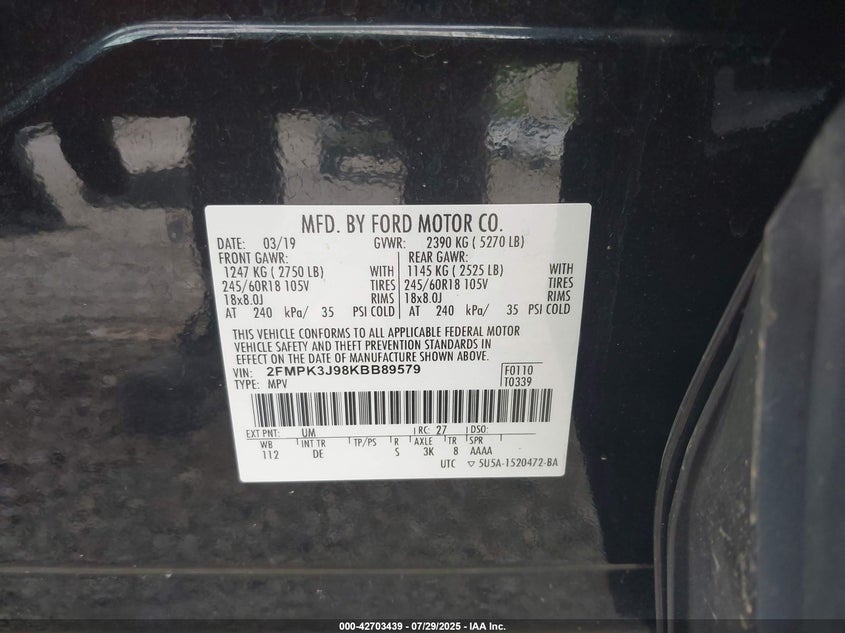 MFD. BY FORD MOTOR CO.
DATE: 03/19 GVWR: 2390 KG ( 5270 LB)
FRONT GAWR: REAR GAWR:
1247 KG ( 2750 LB) WITH 1145 KG ( 2525 LB) WITH
245/60R18 105V TIRES 245/60R18 105V TIRES
18x8.0J RIMS 18x8.0J RIMS
AT 240 kPa/ 35 PSI COLD AT 240 kPa/ 35 PSI COLD
THIS VEHICLE CONFORMS TO ALL APPLICABLE FEDERAL MOTOR
VEHICLE SAFETY AND THEFT PREVENTION STANDARDS IN
EFFECT ON THE DATE OF MANUFACTURE SHOWN ABOVE.
VIN: 2FMPK3J98KBB89579 F0110
TYPE: MPV T0339
EXT PNT: UM RC: 27 DSO:
WB INT TR TP/PS R AXLE TR SPR
112 DE S 3K 8 AAAA
UTC ▽ 5U5A-1520472-BA
000-42703439 - 07/29/2025 - IAA Inc.